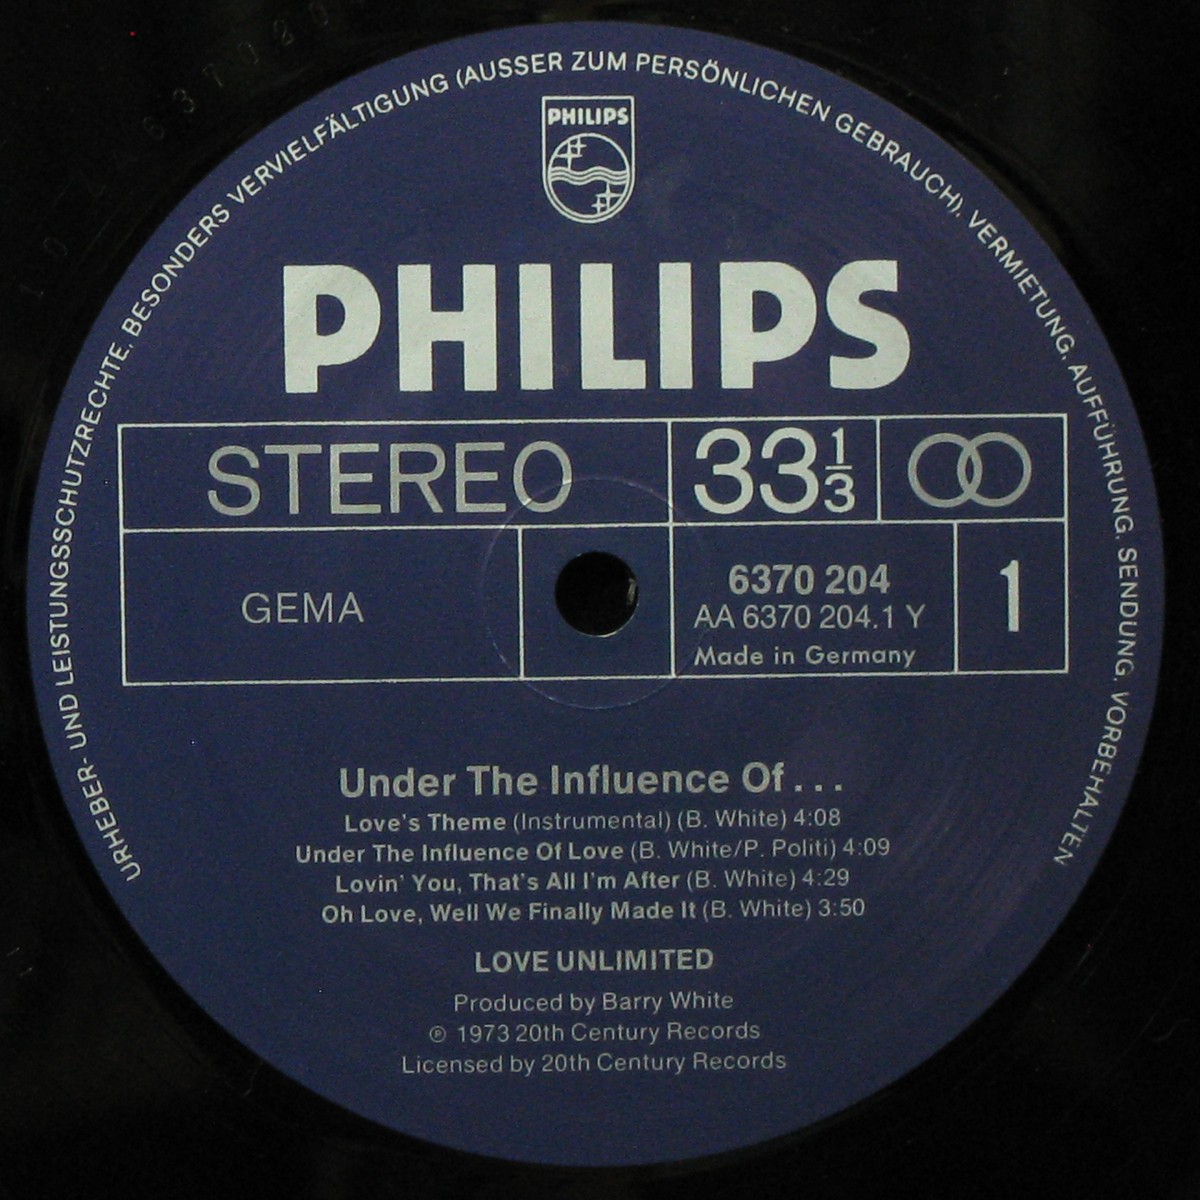 URHEBER- UND LEISTUNGSSCHUTZRECHTE, BESONDERS VERVIELFÄLTIGUNG (AUSSER ZUM PERSÖNLICHEN GEBRAUCH), VERMIETUNG, AUFFÜHRUNG, SENDUNG, VORBEHALTEN
PHILIPS
PHILIPS
STEREO 33 1/3
GEMA
6370 204
AA 6370 204.1 Y
Made in Germany
1
Under The Influence Of...
Love's Theme (Instrumental) (B. White) 4:08
Under The Influence Of Love (B. White/P. Politi) 4:09
Lovin' You, That's All I'm After (B. White) 4:29
Oh Love, Well We Finally Made It (B. White) 3:50
LOVE UNLIMITED
Produced by Barry White
℗ 1973 20th Century Records
Licensed by 20th Century Records